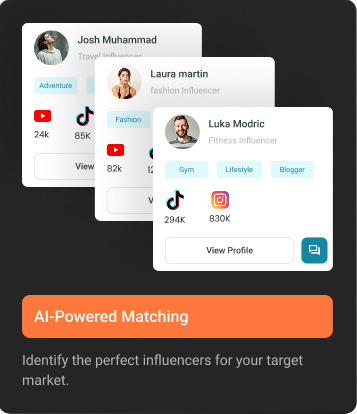 Josh Muhammad
Travel Influencer
Adventure
24k
85K
View
Laura martin
fashion Influencer
Fashion
82k
12
V
Luka Modric
Fitness Influencer
Gym
Lifestyle
Blogger
294K
830K
View Profile
AI-Powered Matching
Identify the perfect influencers for your target
market.